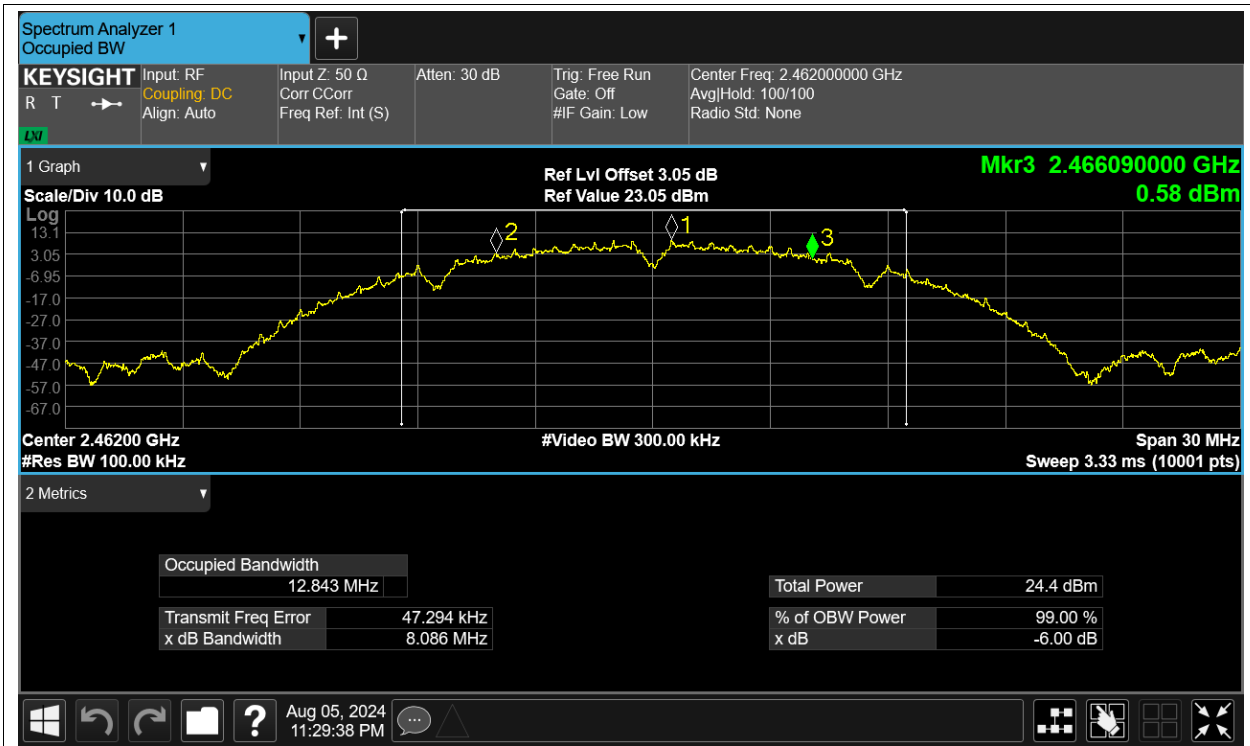 Spectrum Analyzer 1
Occupied BW
+
KEYSIGHT
R T
LXI
Input: RF
Coupling: DC
Align: Auto
Input Z: 50 Ω
Corr CCorr
Freq Ref: Int (S)
Atten: 30 dB
Trig: Free Run
Gate: Off
#IF Gain: Low
Center Freq: 2.462000000 GHz
Avg|Hold: 100/100
Radio Std: None
1 Graph
Scale/Div 10.0 dB
Ref Lvl Offset 3.05 dB
Ref Value 23.05 dBm
Mkr3 2.466090000 GHz
0.58 dBm
Log
13.1
3.05
-6.95
-17.0
-27.0
-37.0
-47.0
-57.0
-67.0
2
1
3
Center 2.46200 GHz
#Video BW 300.00 kHz
Span 30 MHz
#Res BW 100.00 kHz
Sweep 3.33 ms (10001 pts)
2 Metrics
Occupied Bandwidth
12.843 MHz
Transmit Freq Error 47.294 kHz
x dB Bandwidth 8.086 MHz
Total Power 24.4 dBm
% of OBW Power 99.00 %
x dB -6.00 dB
?
Aug 05, 2024
11:29:38 PM